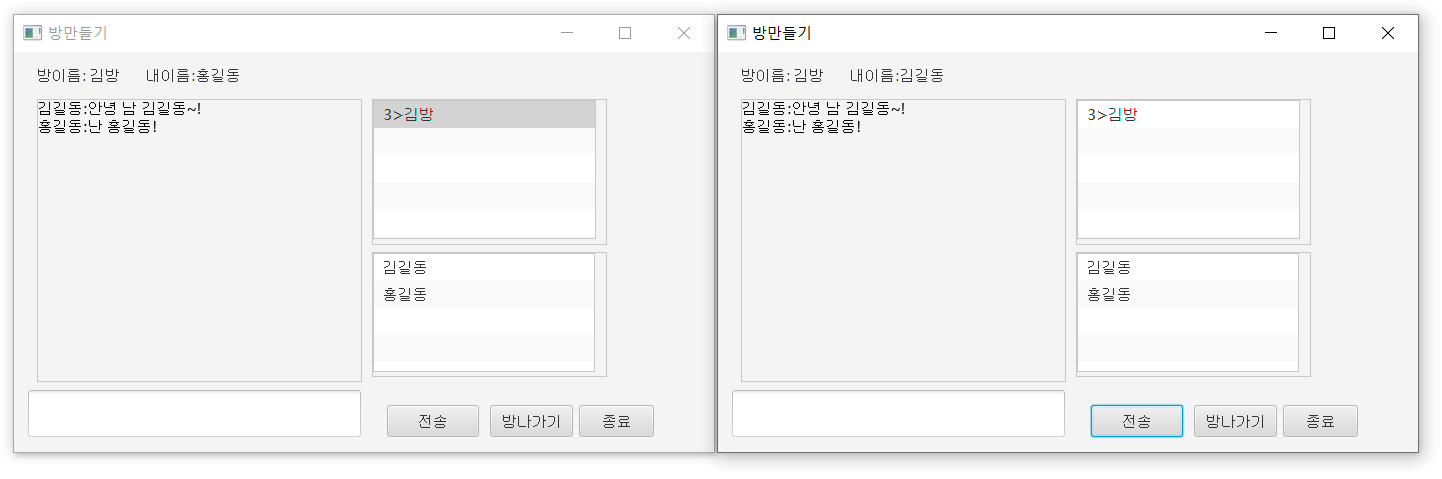 방만들기
방이름: 김방 내이름:홍길동
김길동:안녕 남 김길동~!
홍길동:난 홍길동!
3>김방
김길동
홍길동
전송 방나가기 종료
방만들기
방이름: 김방 내이름:김길동
김길동:안녕 남 김길동~!
홍길동:난 홍길동!
3>김방
김길동
홍길동
전송 방나가기 종료